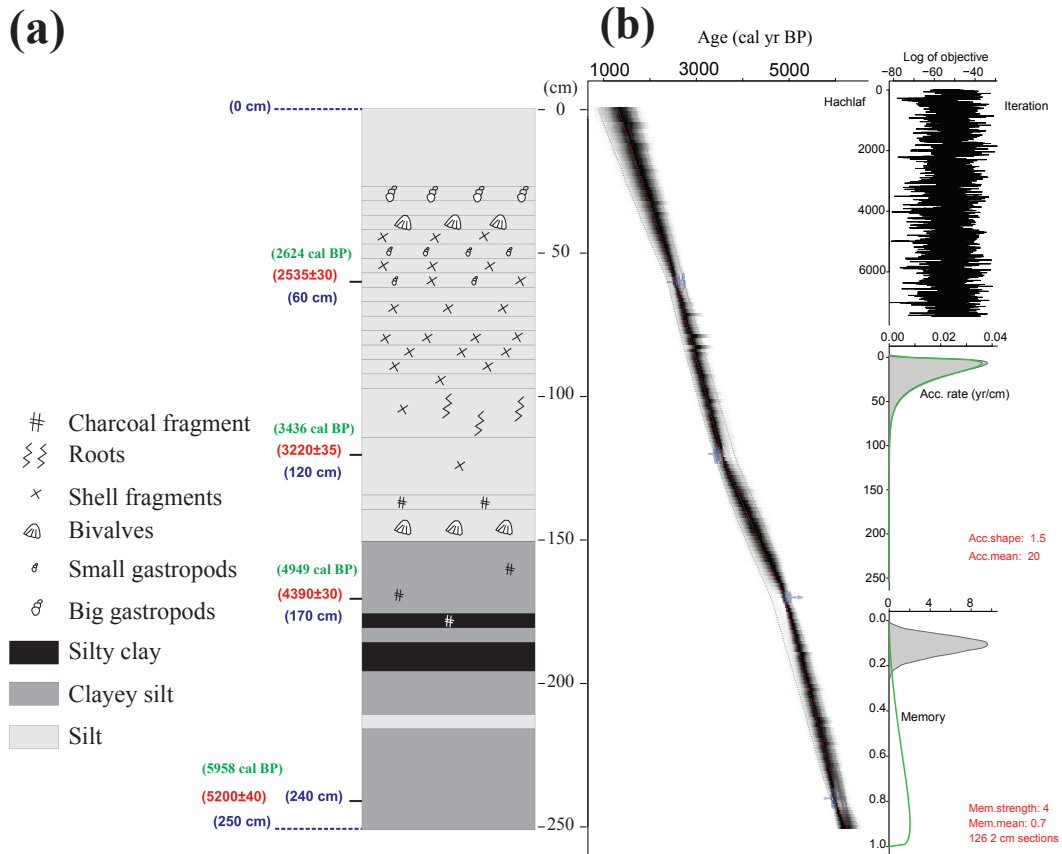 (a)
(0 cm)
(2624 cal BP)
(2535±30)
(60 cm)
(3436 cal BP)
(3220±35)
(120 cm)
(4949 cal BP)
(4390±30)
(170 cm)
(5958 cal BP)
(5200±40) (240 cm)
(250 cm)
Charcoal fragment
Roots
Shell fragments
Bivalves
Small gastropods
Big gastropods
Silty clay
Clayey silt
Silt
(cm)
0
50
100
150
200
250
(b)
Age (cal yr BP)
1000 3000 5000
Hachlaf
Log of objective
−80 −60 −40 −20
Iteration
0
2000
4000
6000
0.00 0.02 0.04
0
50
100
150
200
250
Acc. rate (yr/cm)
Acc.shape: 1.5
Acc.mean: 20
0 4 8
0.0
0.2
0.4
0.6
0.8
1.0
Memory
Mem.strength: 4
Mem.mean: 0.7
126 2 cm sections